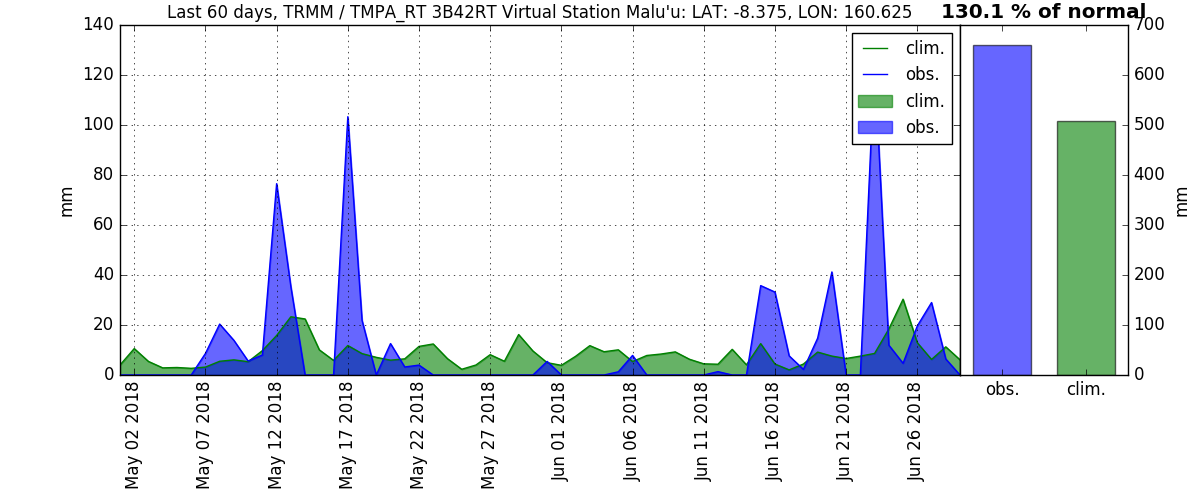 Last 60 days, TRMM / TMPA_RT 3B42RT Virtual Station Malu'u: LAT: -8.375, LON: 160.625
130.1 % of normal
140
120
100
80
60
40
20
0
mm
clim.
obs.
clim.
obs.
700
600
500
400
300
200
100
0
mm
obs.
clim.
May 02 2018
May 07 2018
May 12 2018
May 17 2018
May 22 2018
May 27 2018
Jun 01 2018
Jun 06 2018
Jun 11 2018
Jun 16 2018
Jun 21 2018
Jun 26 2018